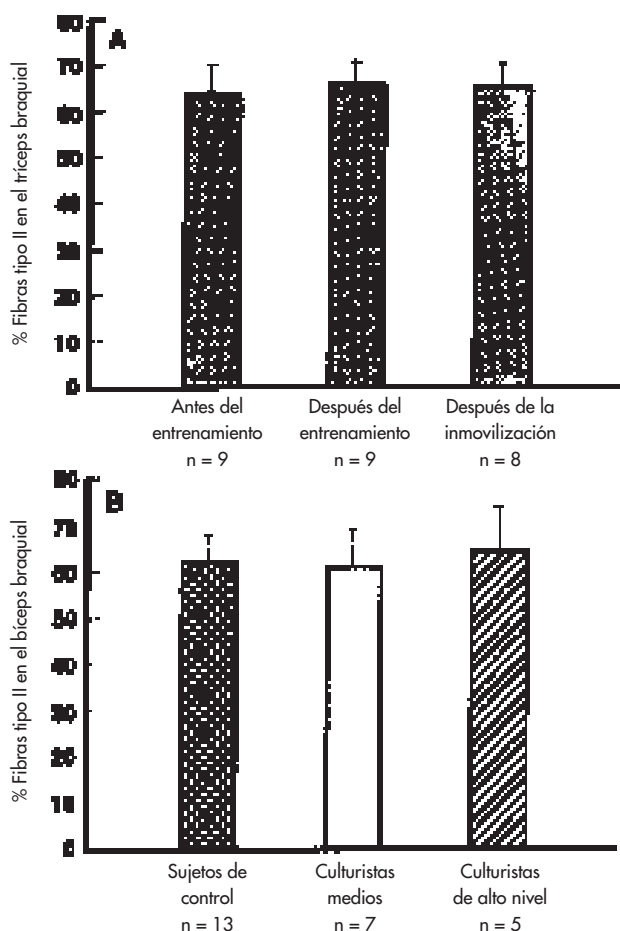 80
A
70
60
50
40
30
20
10
0
% Fibras tipo II en el tríceps braquial
Antes del
entrenamiento
n = 9
Después del
entrenamiento
n = 9
Después de la
inmovilización
n = 8
80
B
70
60
50
40
30
20
10
0
% Fibras tipo II en el bíceps braquial
Sujetos de
control
n = 13
Culturistas
medios
n = 7
Culturistas
de alto nivel
n = 5